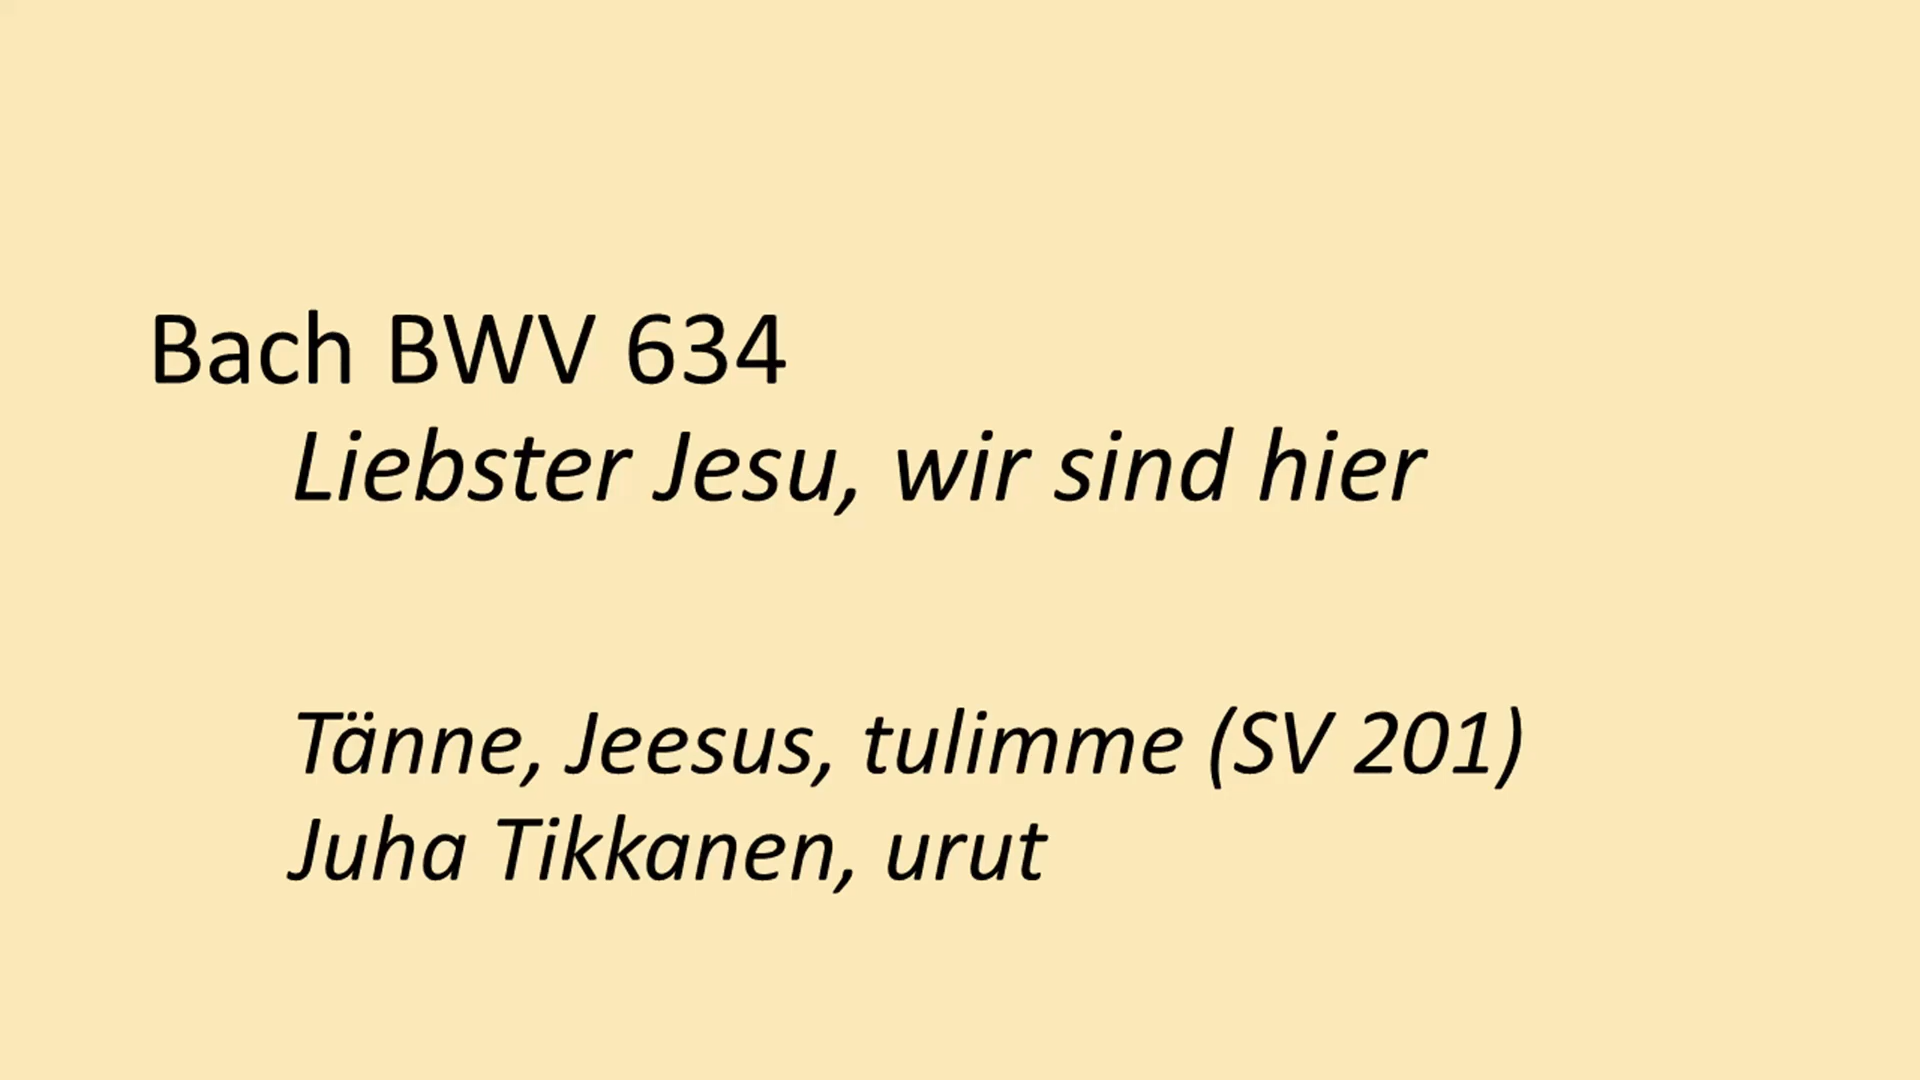 Bach BWV 634
Liebster Jesu, wir sind hier
Tänne, Jeesus, tulimme (SV 201)
Juha Tikkanen, urut